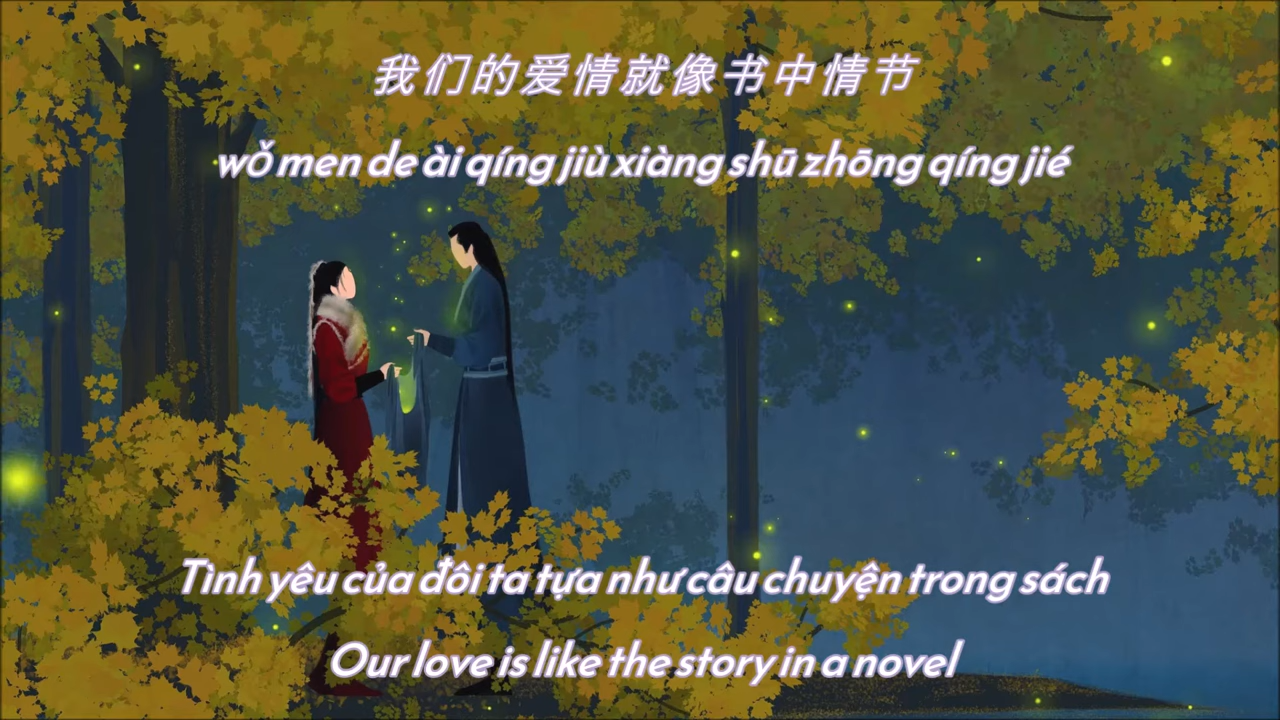 我们的爱情就像书中情节
wǒ men de ài qíng jiù xiàng shū zhōng qíng jié
Tình yêu của đôi ta tựa như câu chuyện trong sách
Our love is like the story in a novel